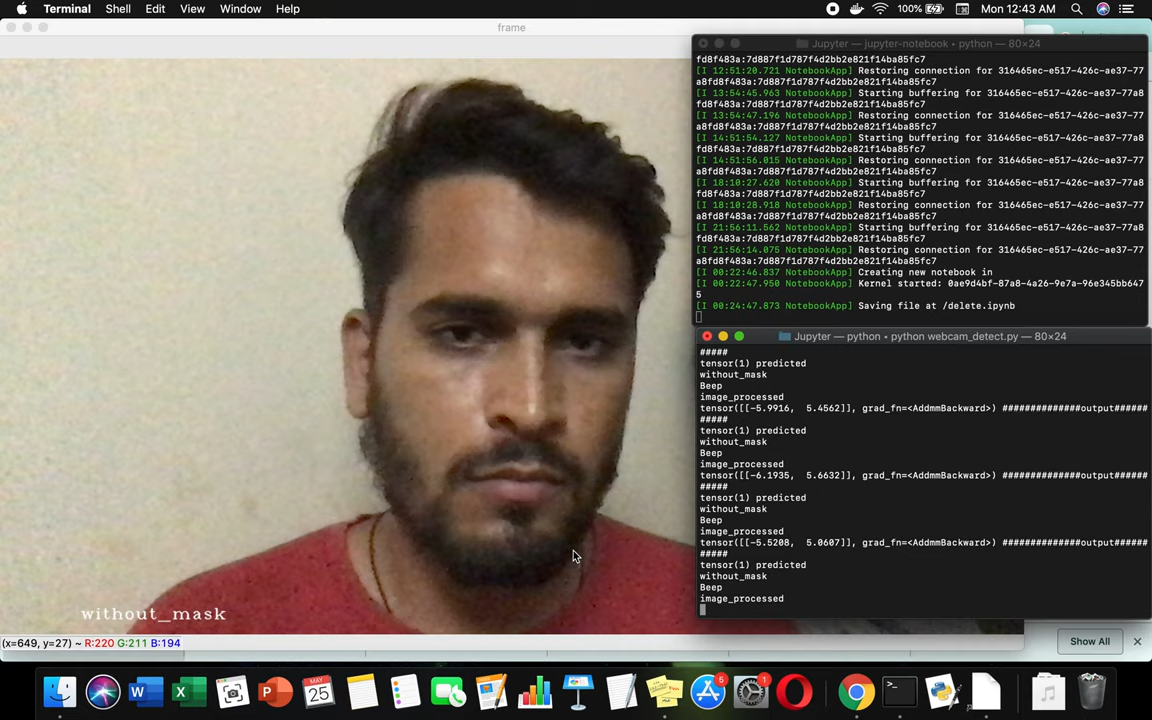 Terminal Shell Edit View Window Help 100% Mon 12:43 AM
frame
Jupyter — jupyter-notebook • python — 80×24
fd8f483a:7d887f1d787f4d2bb2e821f14ba85fc7
[I 12:51:20.721 NotebookApp] Restoring connection for 316465ec-e517-426c-ae37-77
a8fd8f483a:7d887f1d787f4d2bb2e821f14ba85fc7
[I 13:54:45.963 NotebookApp] Starting buffering for 316465ec-e517-426c-ae37-77a8
fd8f483a:7d887f1d787f4d2bb2e821f14ba85fc7
[I 13:54:47.196 NotebookApp] Restoring connection for 316465ec-e517-426c-ae37-77
a8fd8f483a:7d887f1d787f4d2bb2e821f14ba85fc7
[I 14:51:54.127 NotebookApp] Starting buffering for 316465ec-e517-426c-ae37-77a8
fd8f483a:7d887f1d787f4d2bb2e821f14ba85fc7
[I 14:51:56.015 NotebookApp] Restoring connection for 316465ec-e517-426c-ae37-77
a8fd8f483a:7d887f1d787f4d2bb2e821f14ba85fc7
[I 18:10:27.620 NotebookApp] Starting buffering for 316465ec-e517-426c-ae37-77a8
fd8f483a:7d887f1d787f4d2bb2e821f14ba85fc7
[I 18:10:28.918 NotebookApp] Restoring connection for 316465ec-e517-426c-ae37-77
a8fd8f483a:7d887f1d787f4d2bb2e821f14ba85fc7
[I 21:56:11.562 NotebookApp] Starting buffering for 316465ec-e517-426c-ae37-77a8
fd8f483a:7d887f1d787f4d2bb2e821f14ba85fc7
[I 21:56:14.075 NotebookApp] Restoring connection for 316465ec-e517-426c-ae37-77
a8fd8f483a:7d887f1d787f4d2bb2e821f14ba85fc7
[I 00:22:46.837 NotebookApp] Creating new notebook in
[I 00:22:47.950 NotebookApp] Kernel started: 0ae9d4bf-87a8-4a26-9e7a-96e345bb647
5
[I 00:24:47.873 NotebookApp] Saving file at /delete.ipynb
Jupyter — python • python webcam_detect.py — 80×24
#####
tensor(1) predicted
without_mask
Beep
image_processed
tensor([[-5.9916, 5.4562]], grad_fn=<AddmmBackward>) ##############output######
#####
tensor(1) predicted
without_mask
Beep
image_processed
tensor([[-6.1935, 5.6632]], grad_fn=<AddmmBackward>) ##############output######
#####
tensor(1) predicted
without_mask
Beep
image_processed
tensor([[-5.5208, 5.0607]], grad_fn=<AddmmBackward>) ##############output######
#####
tensor(1) predicted
without_mask
Beep
image_processed
without_mask
(x=649, y=27) ~ R:220 G:211 B:194
Show All
JUL
25
5
1